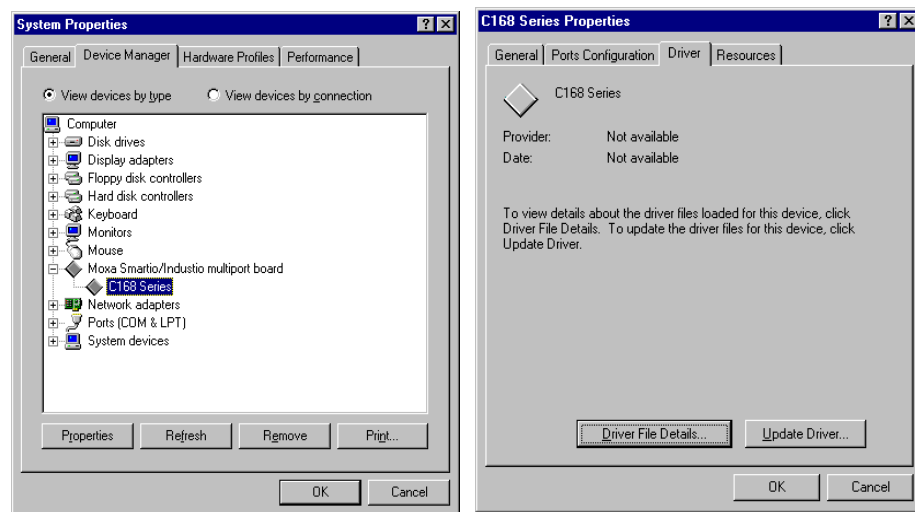 System Properties
General Device Manager Hardware Profiles Performance
View devices by type View devices by connection
Computer
Disk drives
Display adapters
Floppy disk controllers
Hard disk controllers
Keyboard
Monitors
Mouse
Moxa Smartio/Industio multiport board
C168 Series
Network adapters
Ports (COM & LPT)
System devices
Properties Refresh Remove Print...
OK Cancel
C168 Series Properties
General Ports Configuration Driver Resources
C168 Series
Provider: Not available
Date: Not available
To view details about the driver files loaded for this device, click
Driver File Details. To update the driver files for this device, click
Update Driver.
Driver File Details... Update Driver...
OK Cancel